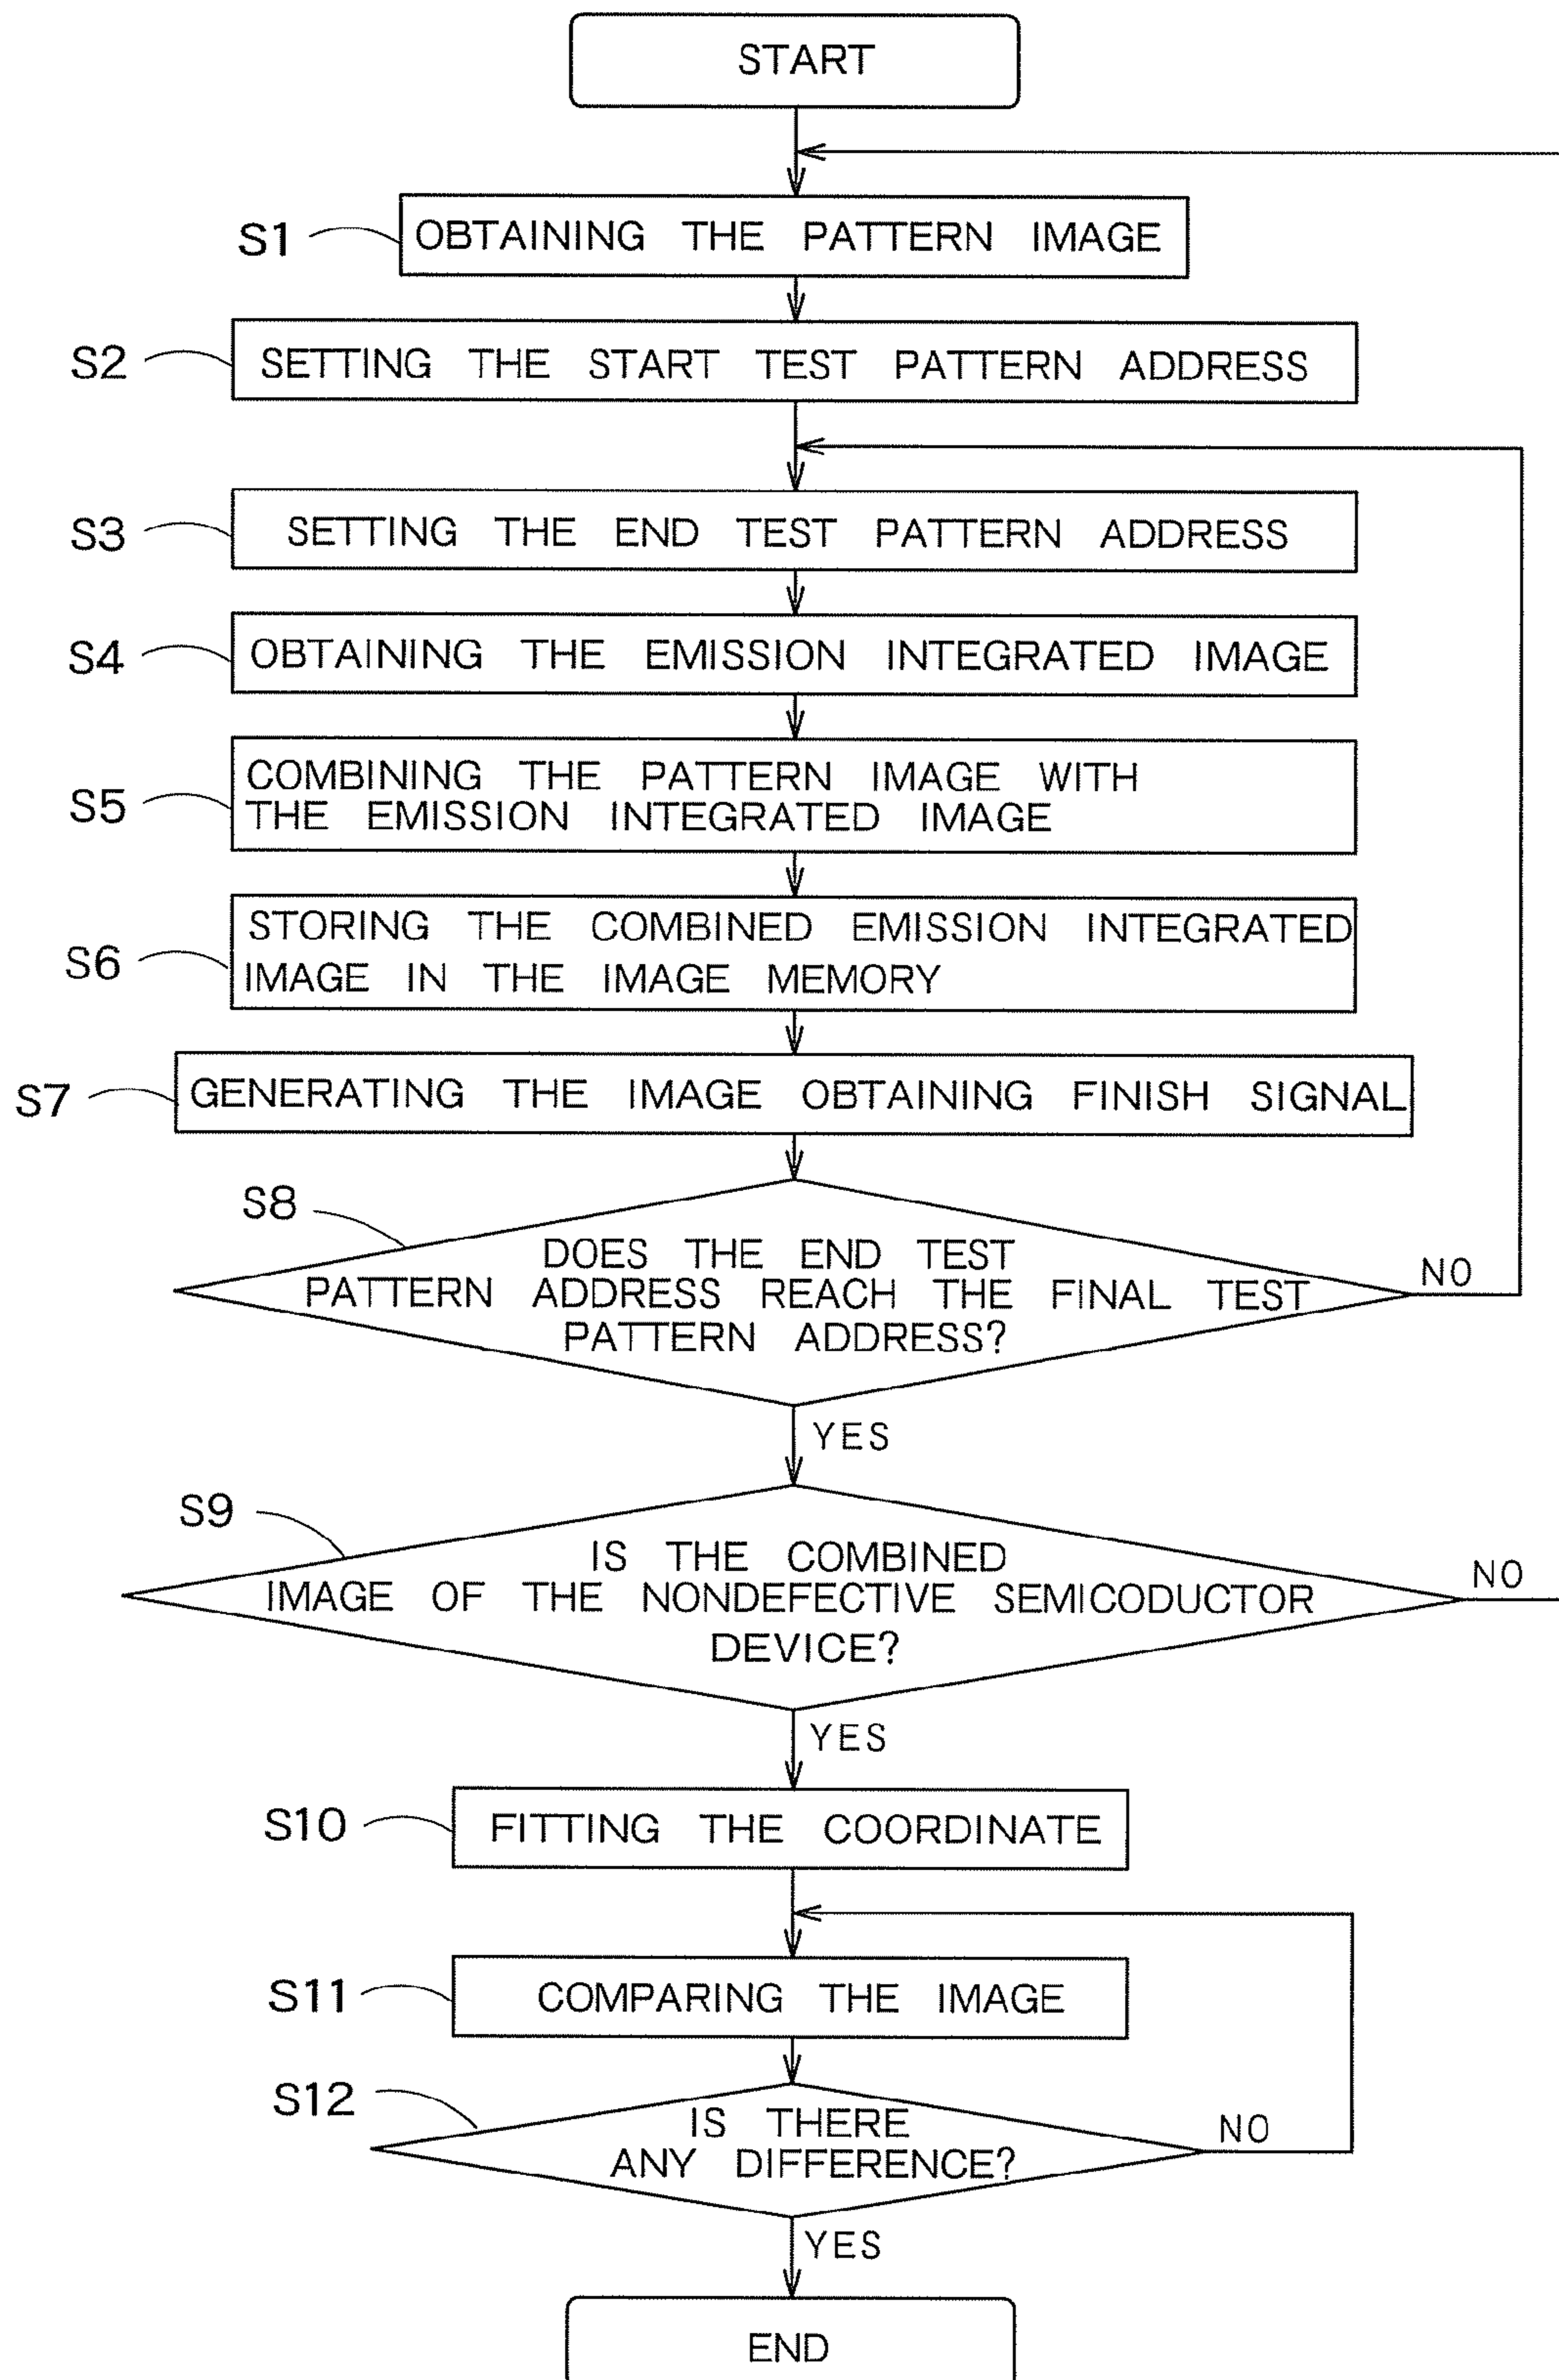 START
S1
OBTAINING THE PATTERN IMAGE
S2
SETTING THE START TEST PATTERN ADDRESS
S3
SETTING THE END TEST PATTERN ADDRESS
S4
OBTAINING THE EMISSION INTEGRATED IMAGE
S5
COMBINING THE PATTERN IMAGE WITH
THE EMISSION INTEGRATED IMAGE
S6
STORING THE COMBINED EMISSION INTEGRATED
IMAGE IN THE IMAGE MEMORY
S7
GENERATING THE IMAGE OBTAINING FINISH SIGNAL
S8
DOES THE END TEST
PATTERN ADDRESS REACH THE FINAL TEST
PATTERN ADDRESS?
NO
YES
S9
IS THE COMBINED
IMAGE OF THE NONDEFECTIVE SEMICODUCTOR
DEVICE?
NO
YES
S10
FITTING THE COORDINATE
S11
COMPARING THE IMAGE
S12
IS THERE
ANY DIFFERENCE?
NO
YES
END